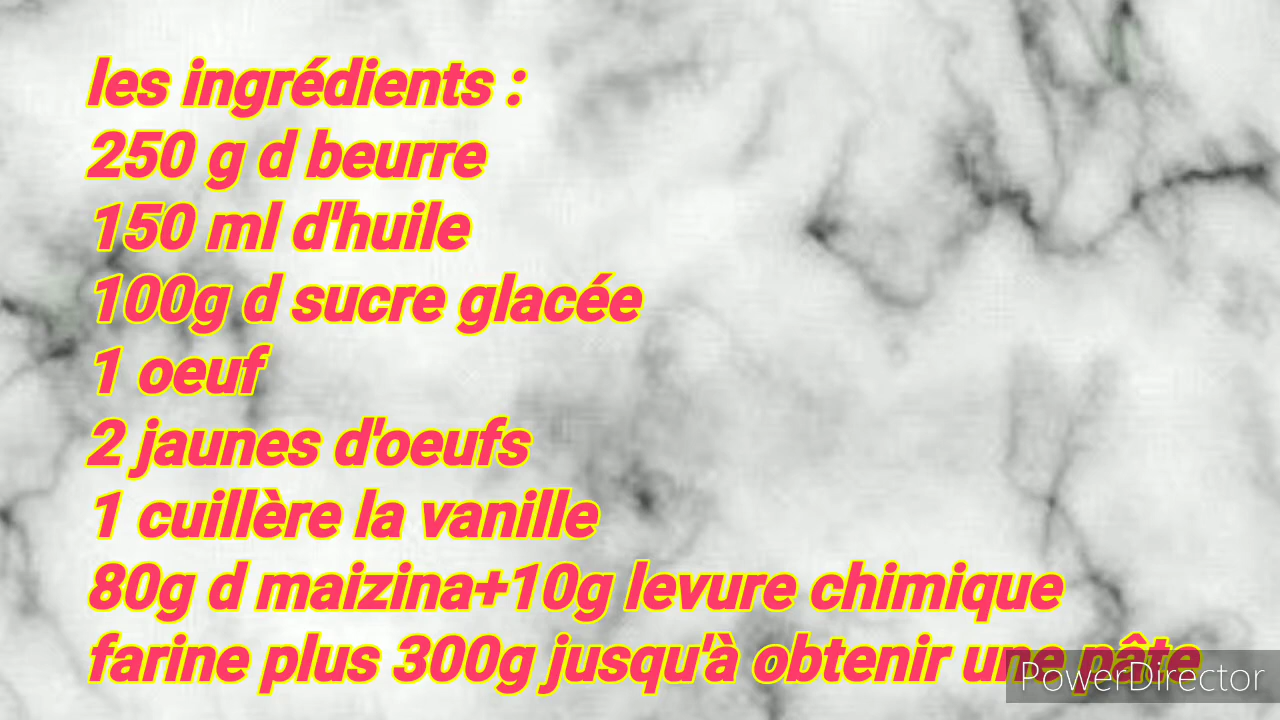 les ingrédients :
250 g d beurre
150 ml d'huile
100g d sucre glacée
1 oeuf
2 jaunes d'oeufs
1 cuillère la vanille
80g d maizina+10g levure chimique
farine plus 300g jusqu'à obtenir une pâte
PowerDirector